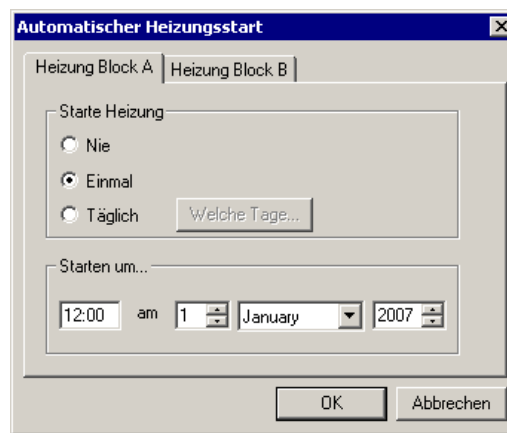 Automatischer Heizungsstart
Heizung Block A Heizung Block B
Starte Heizung
Nie
Einmal
Täglich Welche Tage...
Starten um...
12:00 am 1 January 2007
OK Abbrechen